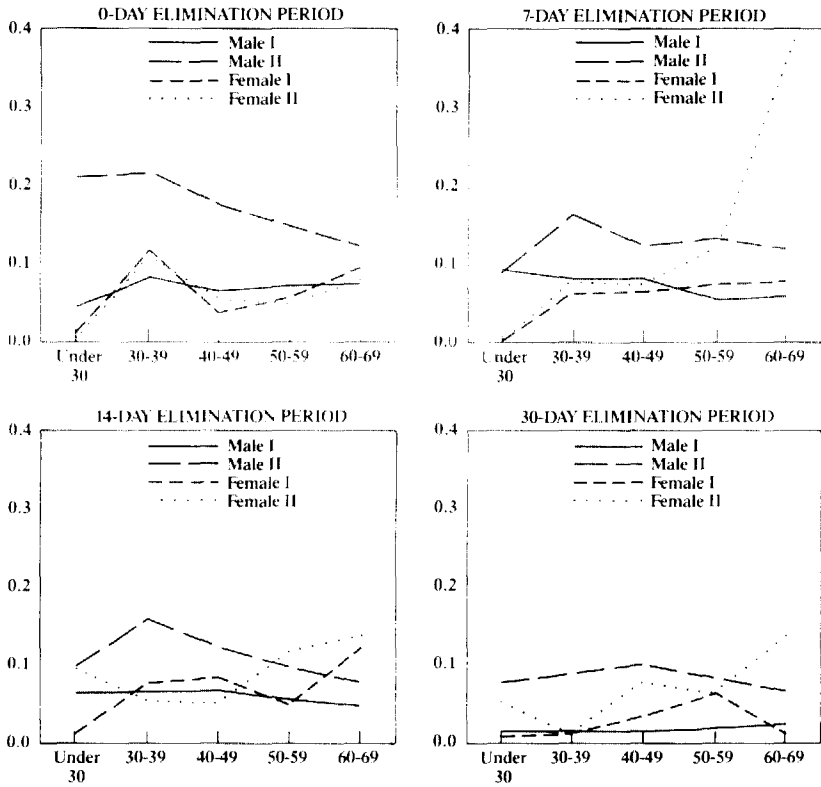 0-DAY ELIMINATION PERIOD
0.4
0.3
0.2
0.1
0.0
Male I
Male II
Female I
Female II
Under 30
30-39
40-49
50-59
60-69
7-DAY ELIMINATION PERIOD
0.4
0.3
0.2
0.1
0.0
Male I
Male II
Female I
Female II
Under 30
30-39
40-49
50-59
60-69
14-DAY ELIMINATION PERIOD
0.4
0.3
0.2
0.1
0.0
Male I
Male II
Female I
Female II
Under 30
30-39
40-49
50-59
60-69
30-DAY ELIMINATION PERIOD
0.4
0.3
0.2
0.1
0.0
Male I
Male II
Female I
Female II
Under 30
30-39
40-49
50-59
60-69